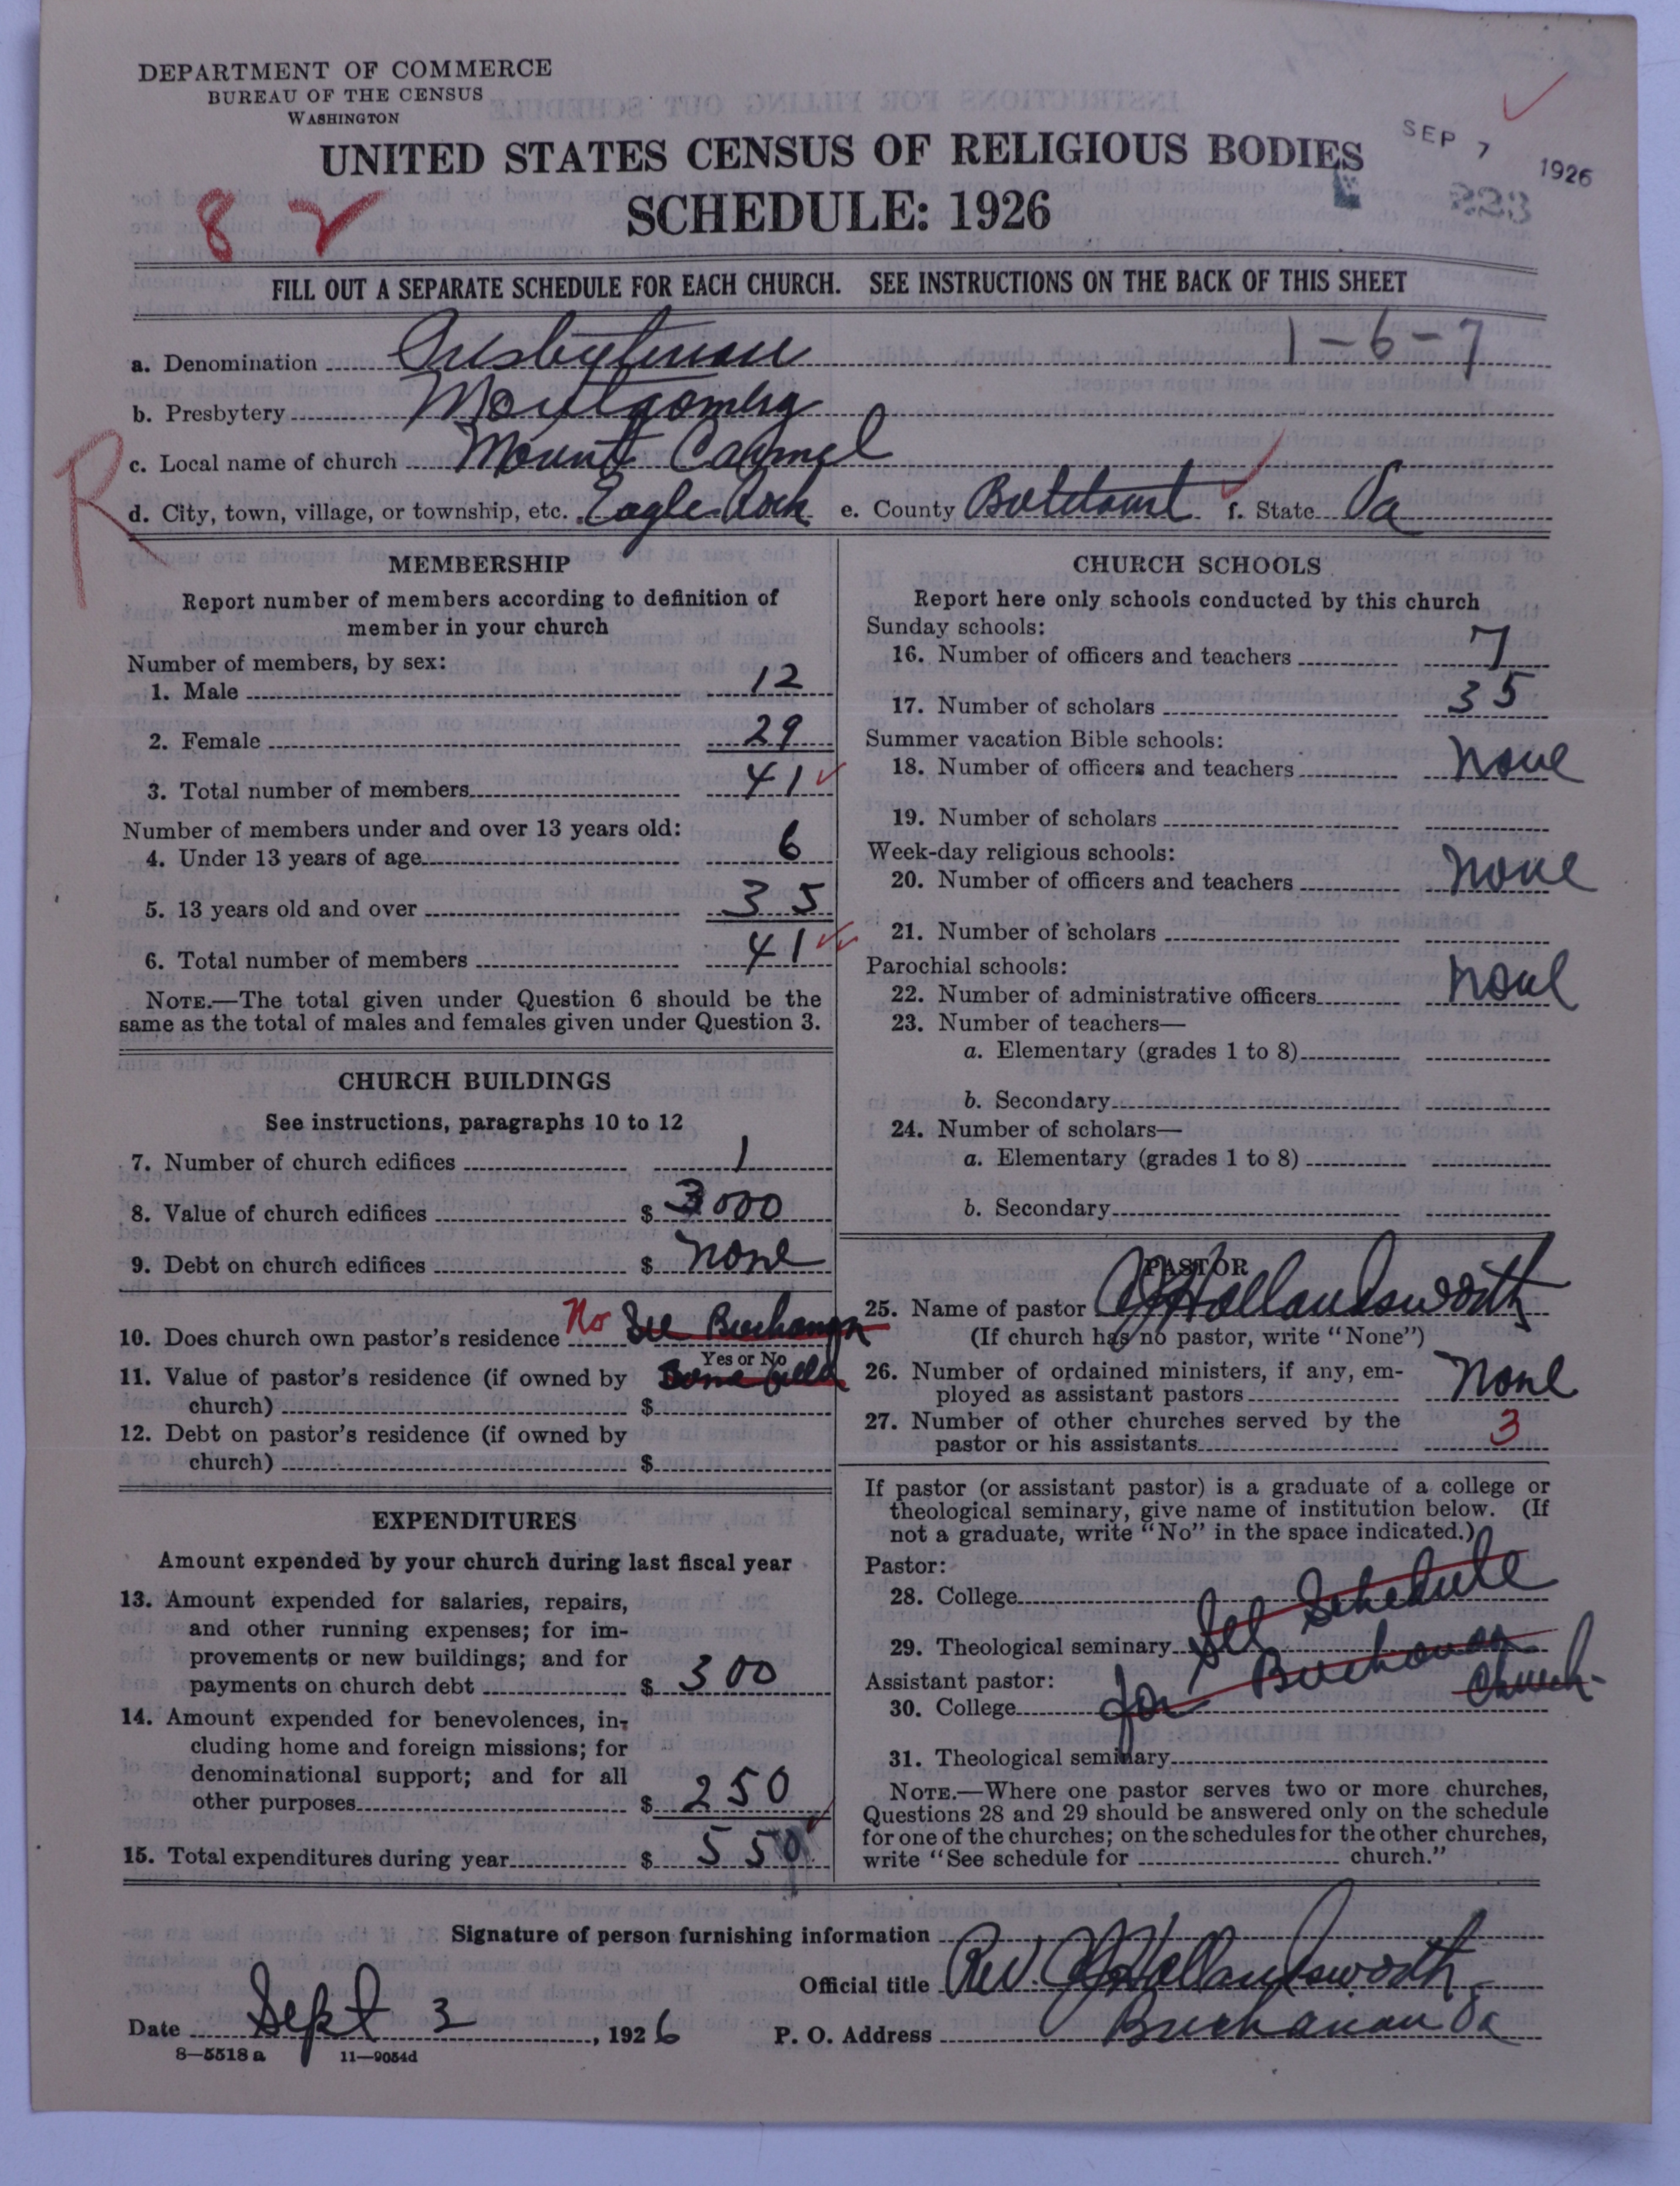 DEPARTMENT OF COMMERCE
BUREAU OF THE CENSUS
WASHINGTON
UNITED STATES CENSUS OF RELIGIOUS BODIES
SCHEDULE: 1926
SEP 7 1926
223
8 2
FILL OUT A SEPARATE SCHEDULE FOR EACH CHURCH. SEE INSTRUCTIONS ON THE BACK OF THIS SHEET
a. Denomination Presbyterian 1-6-7
b. Presbytery Montgomery
c. Local name of church Mount Carmel
R
d. City, town, village, or township, etc. Eagle Rock e. County Botetourt f. State Va
MEMBERSHIP
Report number of members according to definition of
member in your church
Number of members, by sex:
1. Male 12
2. Female 29
3. Total number of members 41
Number of members under and over 13 years old:
4. Under 13 years of age 6
5. 13 years old and over 35
6. Total number of members 41
NOTE.—The total given under Question 6 should be the
same as the total of males and females given under Question 3.
CHURCH BUILDINGS
See instructions, paragraphs 10 to 12
7. Number of church edifices 1
8. Value of church edifices $ 3000
9. Debt on church edifices $ None
10. Does church own pastor's residence No See Buchanan
Yes or No
11. Value of pastor's residence (if owned by
church) $
12. Debt on pastor's residence (if owned by
church) $
EXPENDITURES
Amount expended by your church during last fiscal year
13. Amount expended for salaries, repairs,
and other running expenses; for im-
provements or new buildings; and for
payments on church debt $ 300
14. Amount expended for benevolences, in-
cluding home and foreign missions; for
denominational support; and for all
other purposes $ 250
15. Total expenditures during year $ 550
CHURCH SCHOOLS
Report here only schools conducted by this church
Sunday schools:
16. Number of officers and teachers 7
17. Number of scholars 35
Summer vacation Bible schools:
18. Number of officers and teachers None
19. Number of scholars
Week-day religious schools:
20. Number of officers and teachers None
21. Number of scholars
Parochial schools:
22. Number of administrative officers None
23. Number of teachers—
a. Elementary (grades 1 to 8)
b. Secondary
24. Number of scholars—
a. Elementary (grades 1 to 8)
b. Secondary
PASTOR
25. Name of pastor Hollandsworth
(If church has no pastor, write "None")
26. Number of ordained ministers, if any, em-
ployed as assistant pastors None
27. Number of other churches served by the
pastor or his assistants 3
If pastor (or assistant pastor) is a graduate of a college or
theological seminary, give name of institution below. (If
not a graduate, write "No" in the space indicated.)
Pastor:
28. College See Schedule
29. Theological seminary
Assistant pastor: for Buchanan Church
30. College
31. Theological seminary
NOTE.—Where one pastor serves two or more churches,
Questions 28 and 29 should be answered only on the schedule
for one of the churches; on the schedules for the other churches,
write "See schedule for church."
Signature of person furnishing information
Official title Rev. Hollandsworth
Date Sept 3, 1926 P. O. Address Buchanan Va
8—5518 a 11—9054d